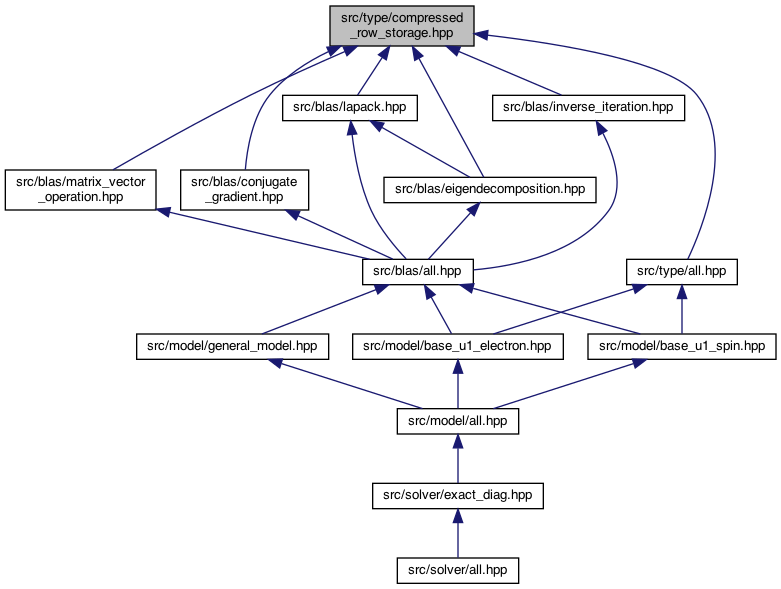 src/type/compressed
_row_storage.hpp
src/blas/lapack.hpp
src/blas/inverse_iteration.hpp
src/blas/matrix_vector
_operation.hpp
src/blas/conjugate
_gradient.hpp
src/blas/eigendecomposition.hpp
src/blas/all.hpp
src/type/all.hpp
src/model/general_model.hpp
src/model/base_u1_electron.hpp
src/model/base_u1_spin.hpp
src/model/all.hpp
src/solver/exact_diag.hpp
src/solver/all.hpp